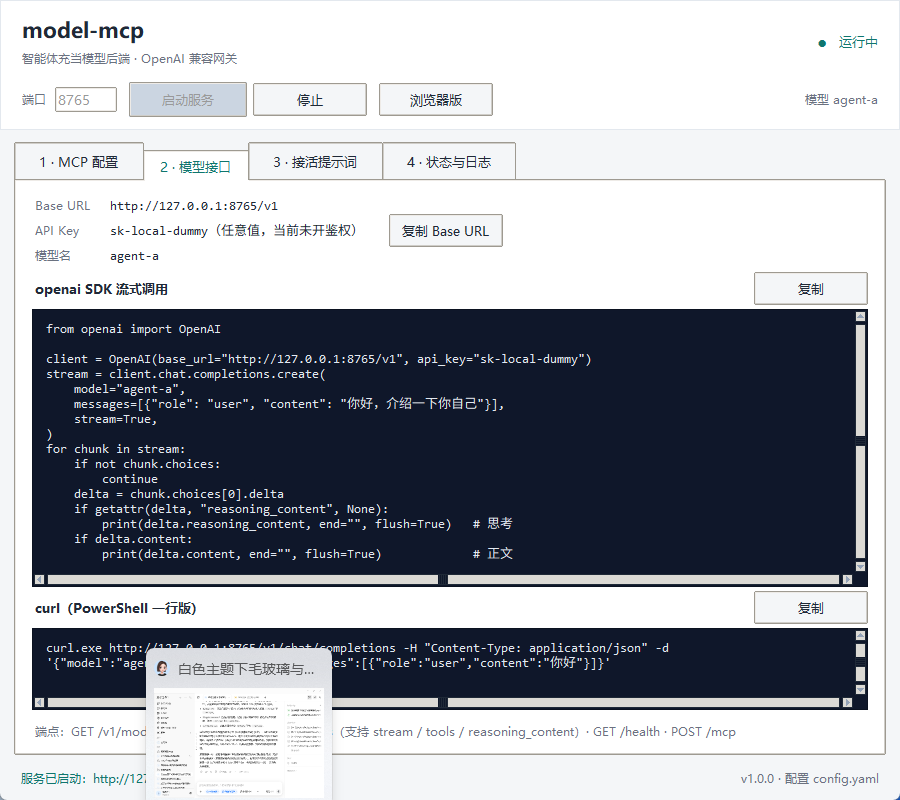 model-mcp
智能体充当模型后端 · OpenAI 兼容网关
● 运行中
端口 8765 启动服务 停止 浏览器版 模型 agent-a
1 · MCP 配置 2 · 模型接口 3 · 接活提示词 4 · 状态与日志
Base URL http://127.0.0.1:8765/v1
API Key sk-local-dummy（任意值，当前未开鉴权） 复制 Base URL
模型名 agent-a
openai SDK 流式调用 复制
from openai import OpenAI
client = OpenAI(base_url="http://127.0.0.1:8765/v1", api_key="sk-local-dummy")
stream = client.chat.completions.create(
    model="agent-a",
    messages=[{"role": "user", "content": "你好，介绍一下你自己"}],
    stream=True,
)
for chunk in stream:
    if not chunk.choices:
        continue
    delta = chunk.choices[0].delta
    if getattr(delta, "reasoning_content", None):
        print(delta.reasoning_content, end="", flush=True)   # 思考
    if delta.content:
        print(delta.content, end="", flush=True)             # 正文
curl（PowerShell 一行版） 复制
curl.exe http://127.0.0.1:8765/v1/chat/completions -H "Content-Type: application/json" -d
'{"model":"age ges":[{"role":"user","content":"你好"}]}'
白色主题下毛玻璃与...
端点：GET /v1/mod （支持 stream / tools / reasoning_content）· GET /health · POST /mcp
服务已启动：http://127 v1.0.0 · 配置 config.yaml